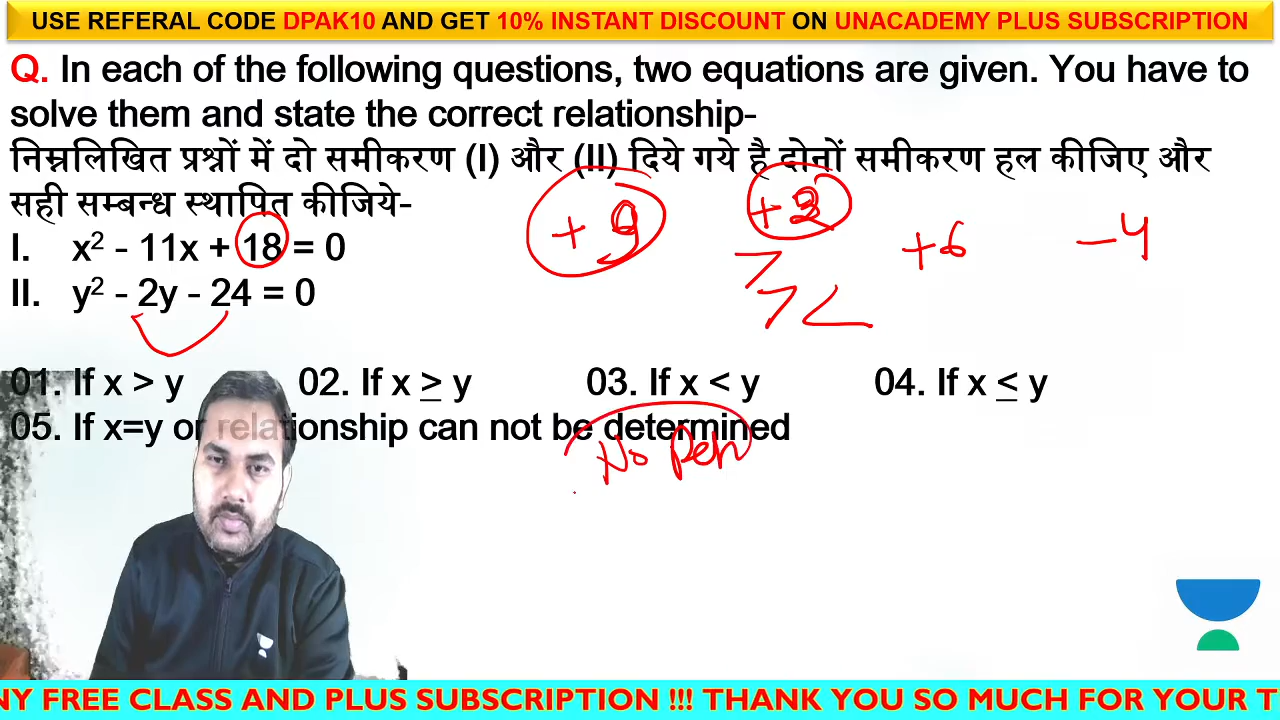 USE REFERAL CODE DPAK10 AND GET 10% INSTANT DISCOUNT ON UNACADEMY PLUS SUBSCRIPTION
Q. In each of the following questions, two equations are given. You have to
solve them and state the correct relationship-
निम्नलिखित प्रश्नों में दो समीकरण (I) और (II) दिये गये है दोनों समीकरण हल कीजिए और
सही सम्बन्ध स्थापित कीजिये-
+ 9 +2
I. x² - 11x + 18 = 0
+6 -4
II. y² - 2y - 24 = 0
> > <
01. If x > y 02. If x ≥ y 03. If x < y 04. If x ≤ y
05. If x=y or relationship can not be determined
No Pen
NY FREE CLASS AND PLUS SUBSCRIPTION !!! THANK YOU SO MUCH FOR YOUR T